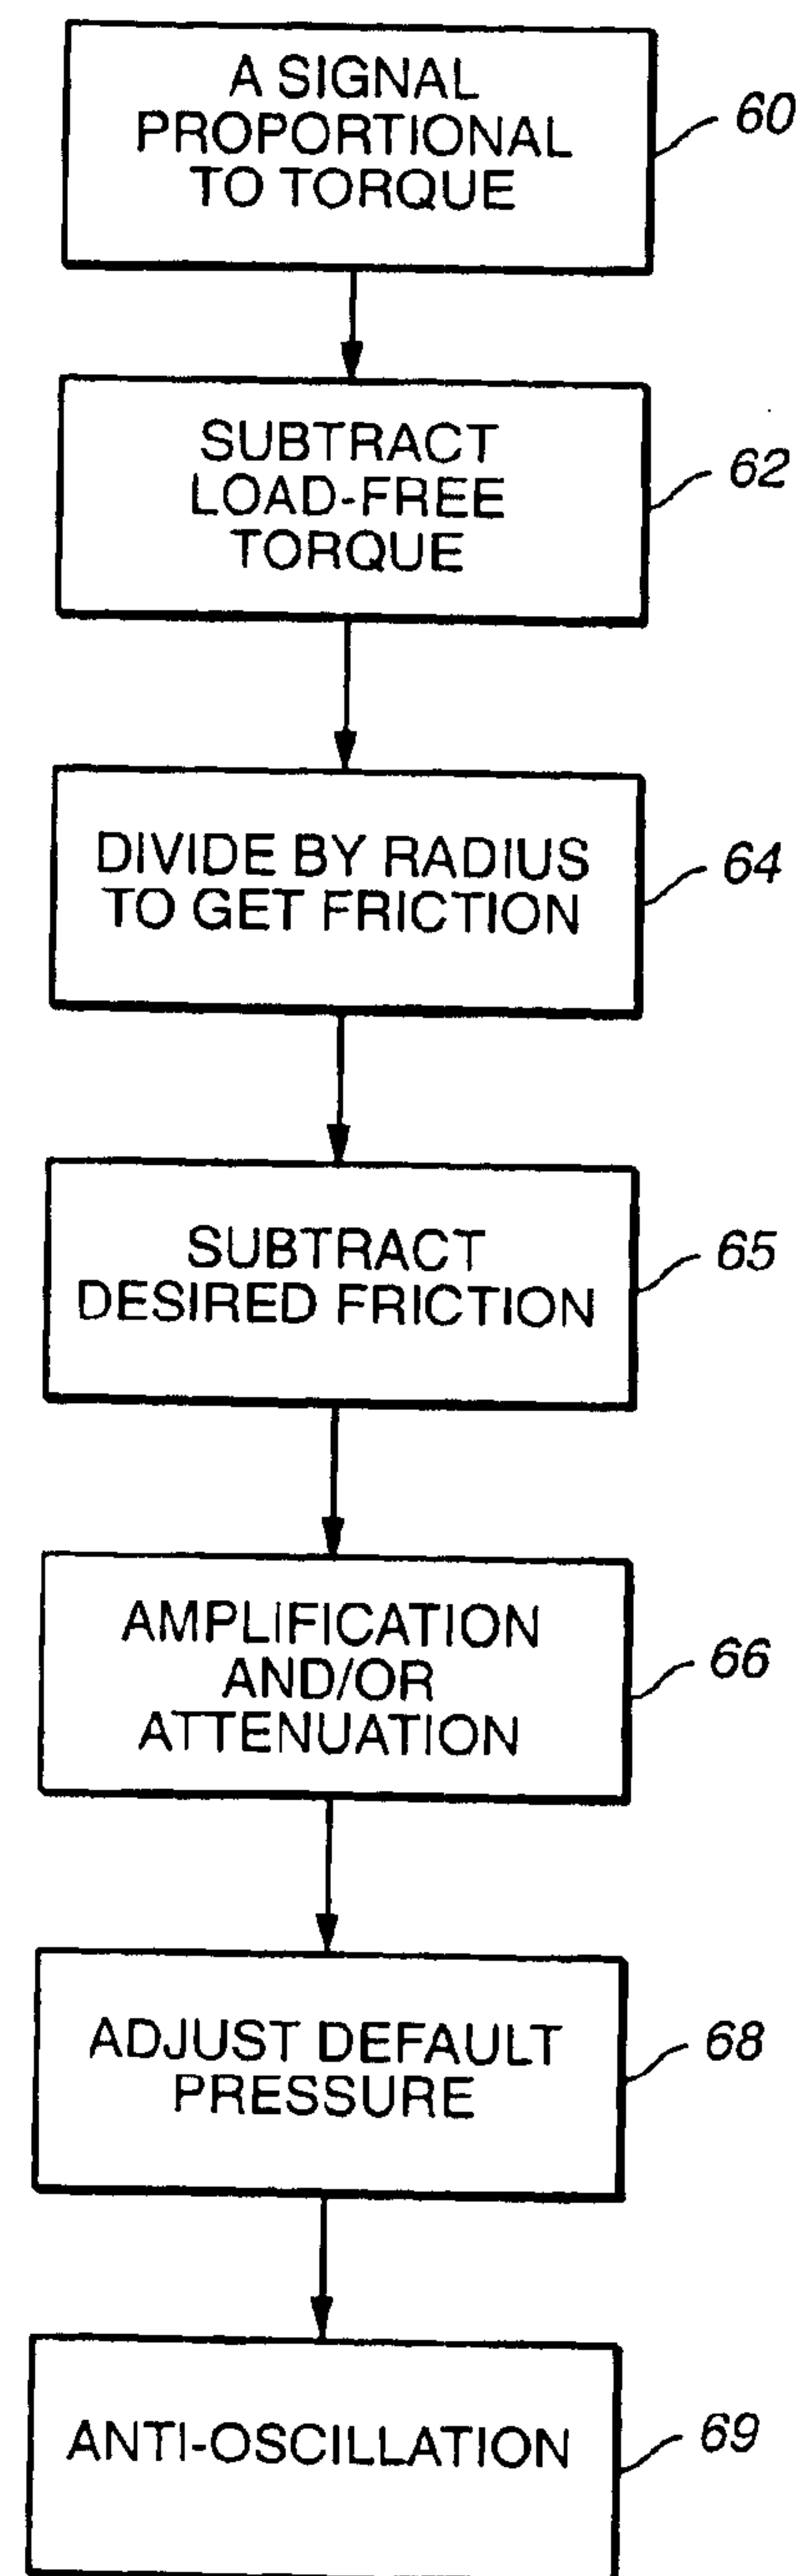 A SIGNAL
PROPORTIONAL
TO TORQUE
60
SUBTRACT
LOAD-FREE
TORQUE
62
DIVIDE BY RADIUS
TO GET FRICTION
64
SUBTRACT
DESIRED FRICTION
65
AMPLIFICATION
AND/OR
ATTENUATION
66
ADJUST DEFAULT
PRESSURE
68
ANTI-OSCILLATION
69